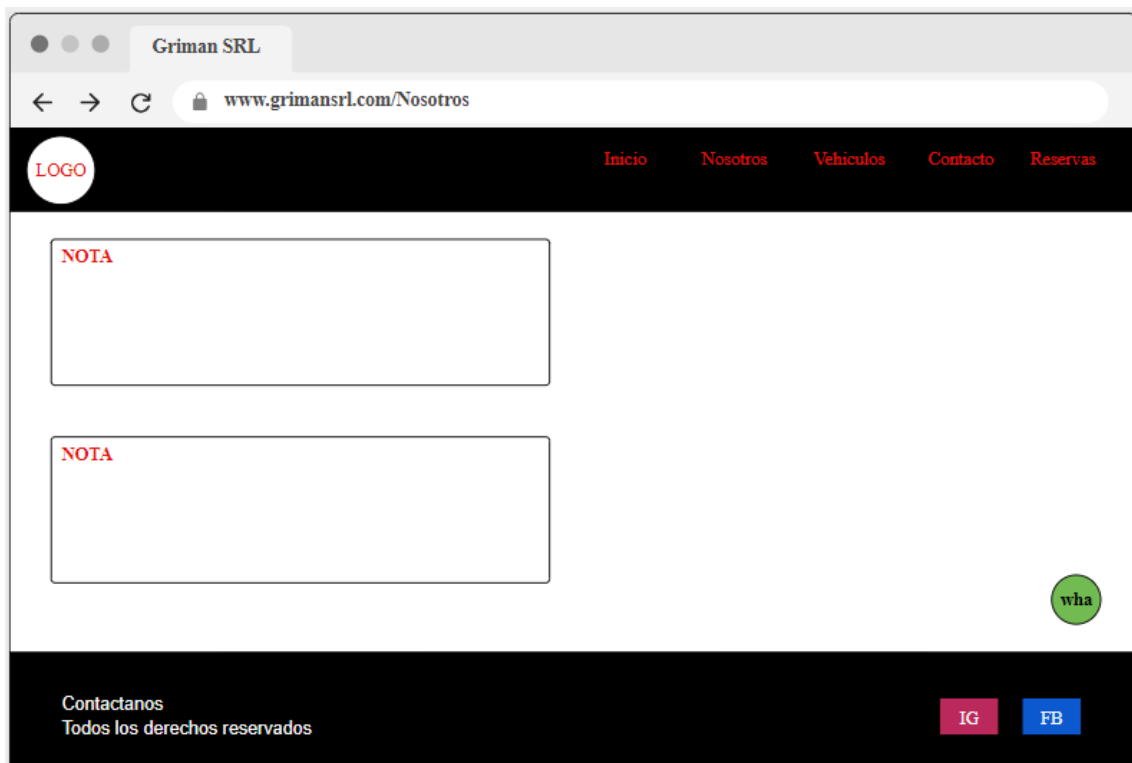 Griman SRL
www.grimansrl.com/Nosotros
LOGO
Inicio Nosotros Vehiculos Contacto Reservas
NOTA
NOTA
wha
Contactanos
Todos los derechos reservados
IG FB